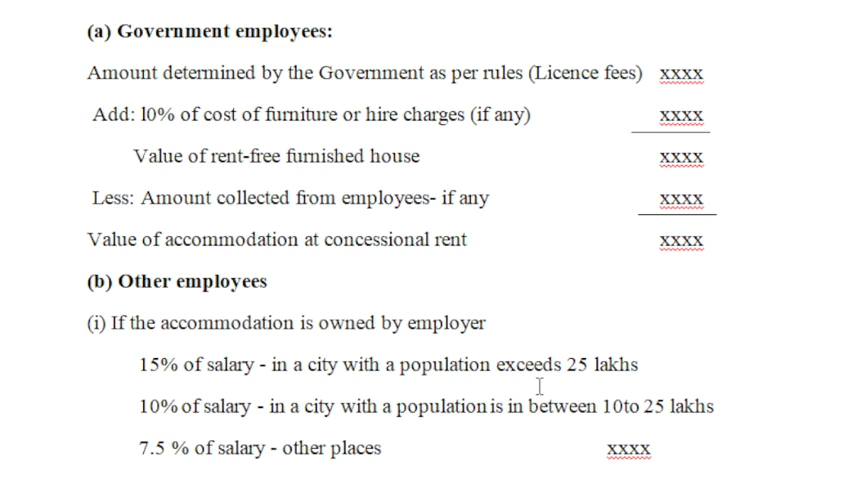 (a) Government employees:
Amount determined by the Government as per rules (Licence fees) xxxx
Add: 10% of cost of furniture or hire charges (if any) xxxx
Value of rent-free furnished house xxxx
Less: Amount collected from employees- if any xxxx
Value of accommodation at concessional rent xxxx
(b) Other employees
(i) If the accommodation is owned by employer
15% of salary - in a city with a population exceeds 25 lakhs
10% of salary - in a city with a population is in between 10to 25 lakhs
7.5 % of salary - other places xxxx